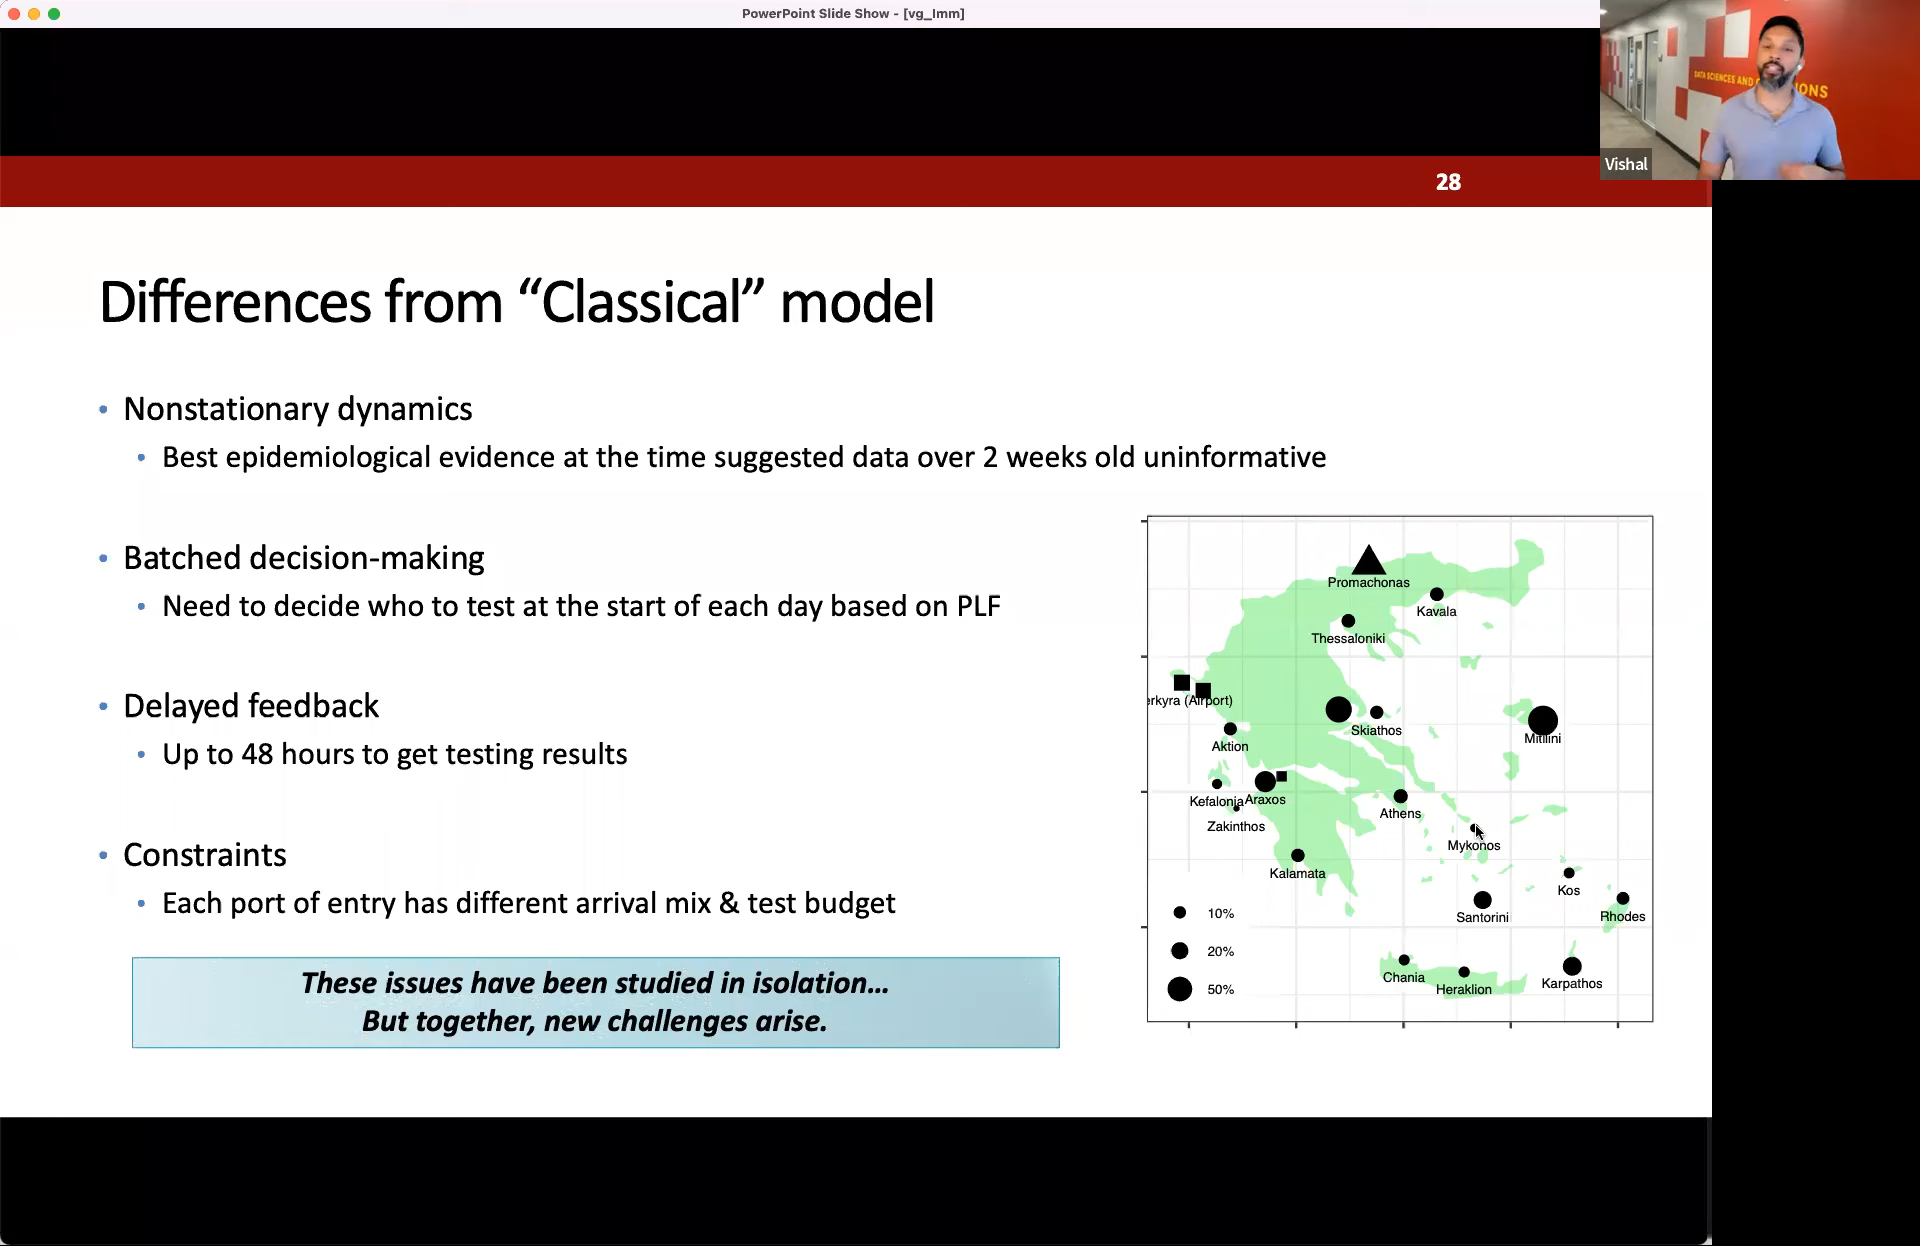 PowerPoint Slide Show - [vg_Imm]
DATA SCIENCES AND
IONS
Vishal
28
Differences from “Classical” model
• Nonstationary dynamics
• Best epidemiological evidence at the time suggested data over 2 weeks old uninformative
• Batched decision-making
• Need to decide who to test at the start of each day based on PLF
• Delayed feedback
• Up to 48 hours to get testing results
• Constraints
• Each port of entry has different arrival mix & test budget
These issues have been studied in isolation...
But together, new challenges arise.
Promachonas
Kavala
Thessaloniki
erkyra (Airport)
Skiathos
Mitilini
Aktion
Kefalonia
Araxos
Athens
Zakinthos
Mykonos
Kalamata
Kos
Santorini
Rhodes
Chania
Heraklion
Karpathos
10%
20%
50%